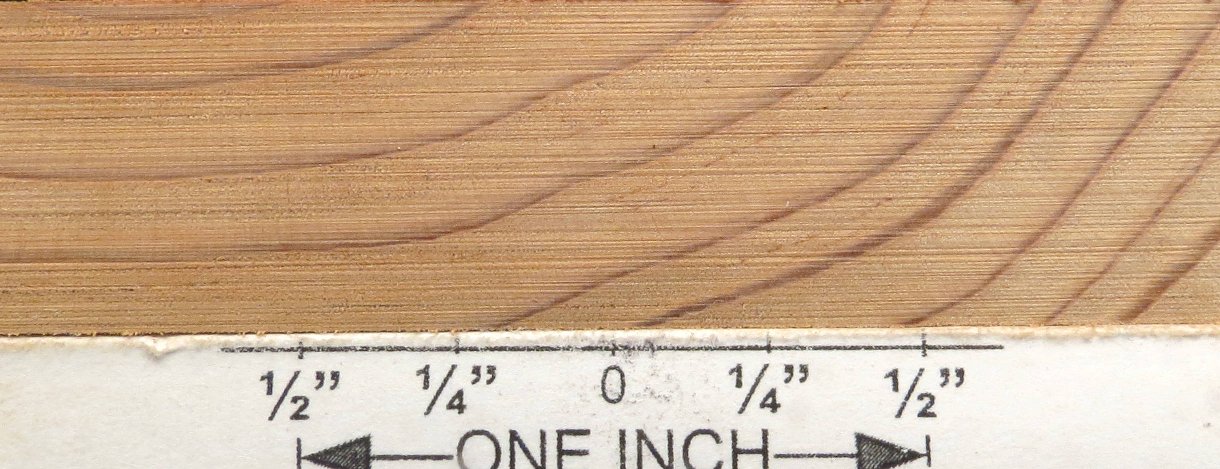 ½” ¼” 0 ¼” ½”
ONE INCH